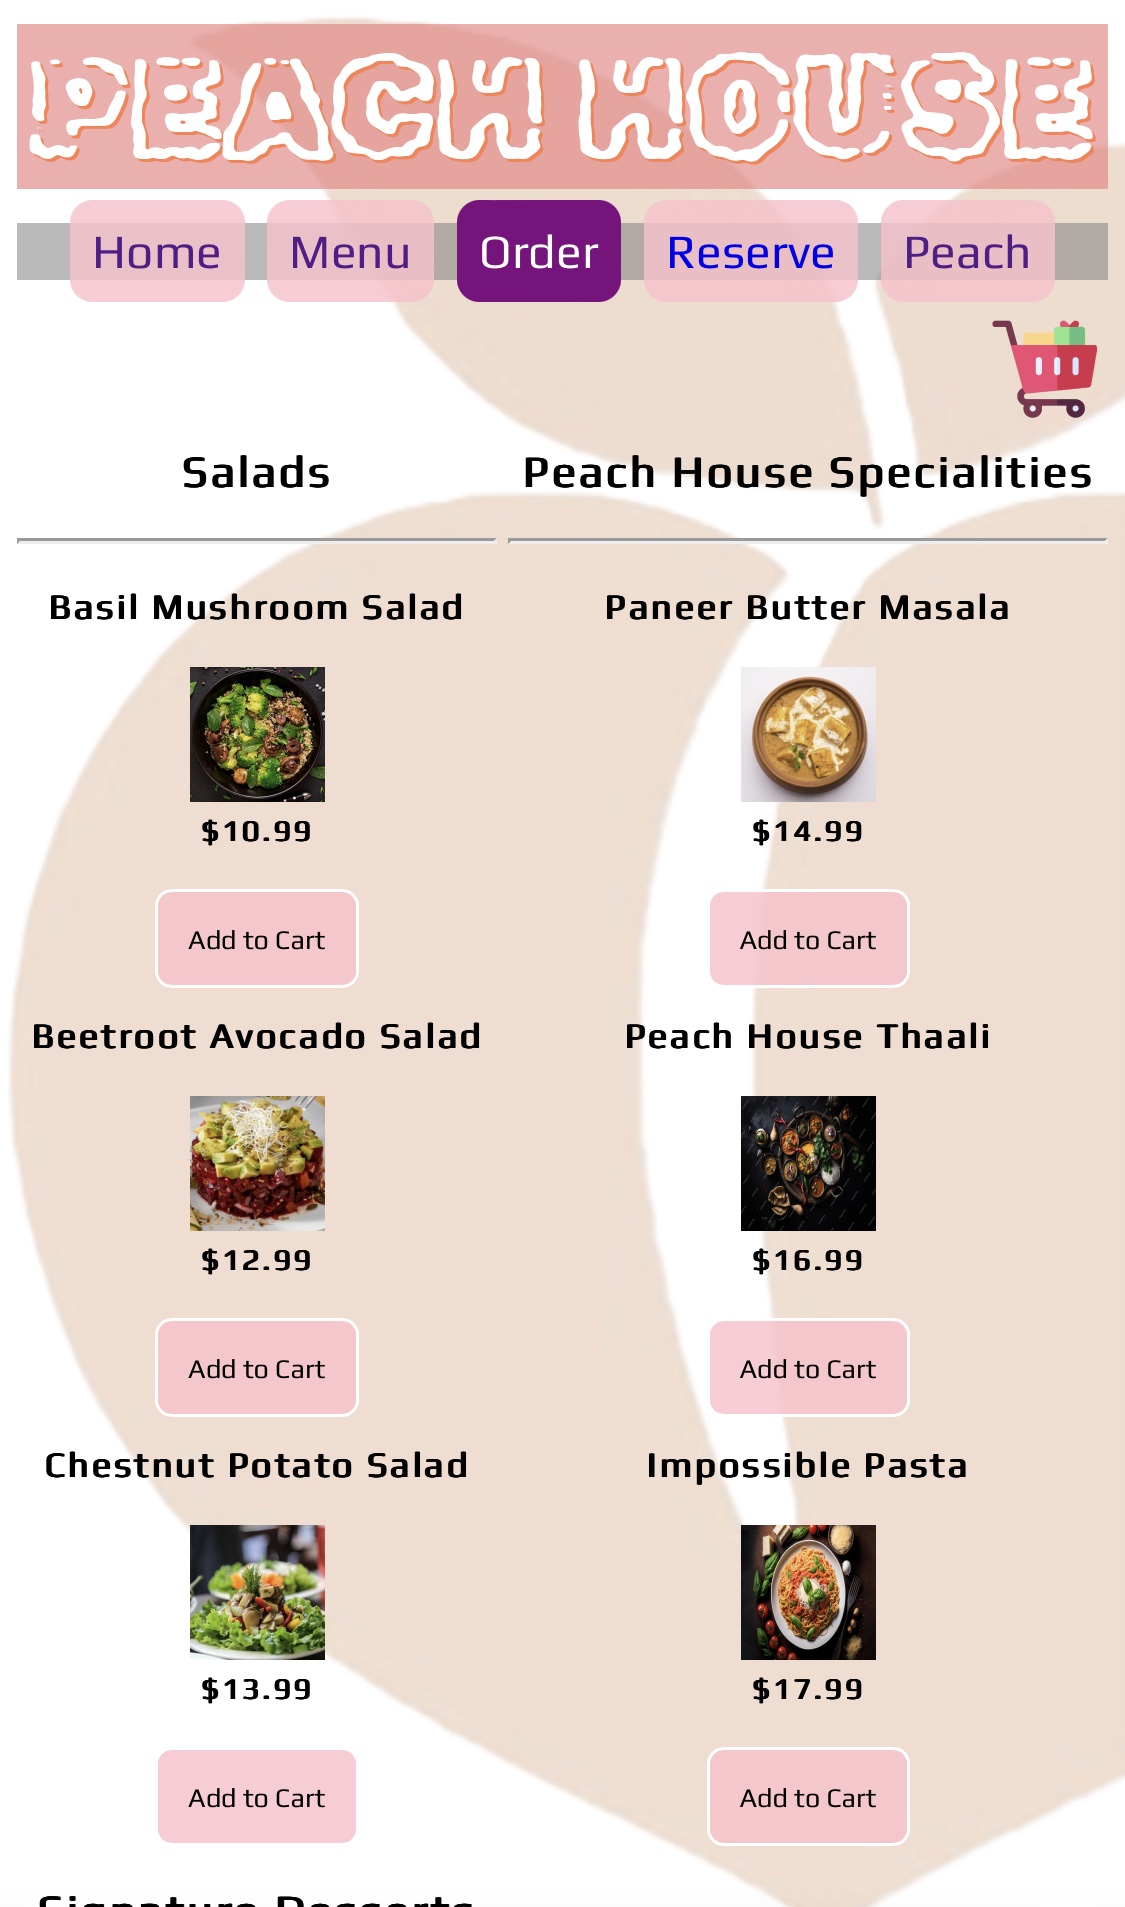 PEACH HOUSE
Home Menu Order Reserve Peach
Salads
Basil Mushroom Salad
$10.99
Add to Cart
Beetroot Avocado Salad
$12.99
Add to Cart
Chestnut Potato Salad
$13.99
Add to Cart
Signature Desserts
Peach House Specialities
Paneer Butter Masala
$14.99
Add to Cart
Peach House Thaali
$16.99
Add to Cart
Impossible Pasta
$17.99
Add to Cart